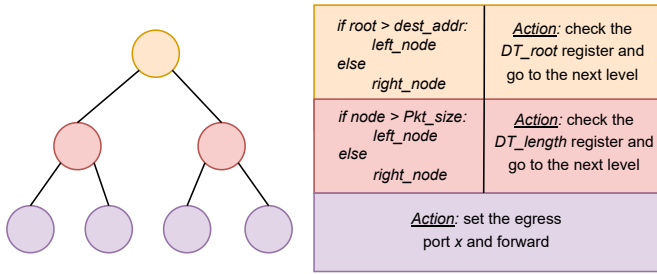 if root > dest_addr:
left_node
else
right_node
Action: check the
DT_root register and
go to the next level
if node > Pkt_size:
left_node
else
right_node
Action: check the
DT_length register and
go to the next level
Action: set the egress
port x and forward